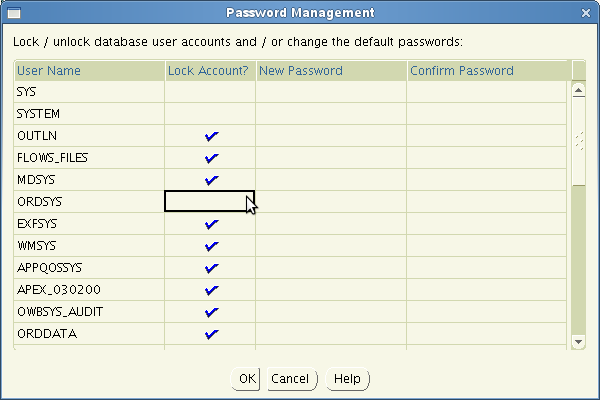 Password Management
Lock / unlock database user accounts and / or change the default passwords:
User Name Lock Account? New Password Confirm Password
SYS
SYSTEM
OUTLN
FLOWS_FILES
MDSYS
ORDSYS
EXFSYS
WMSYS
APPQOSSYS
APEX_030200
OWBSYS_AUDIT
ORDDATA
OK Cancel Help